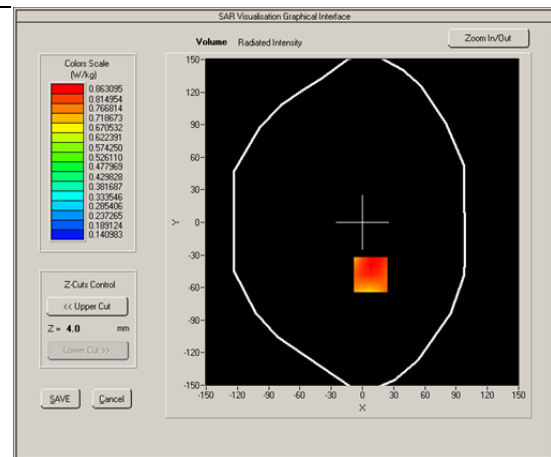 SAR Visualisation Graphical Interface
Volume Radiated Intensity
Zoom In/Out
Colors Scale
(W/kg)
0.863095
0.814954
0.766814
0.718673
0.670532
0.622391
0.574250
0.526110
0.477969
0.429828
0.381687
0.333546
0.285406
0.237265
0.189124
0.140983
Z-Cuts Control
<< Upper Cut
Z = 4.0 mm
Lower Cut >>
SAVE Cancel
150
120
90
60
30
0
-30
-60
-90
-120
-150
Y
-150 -120 -90 -60 -30 0 30 60 90 120 150
X